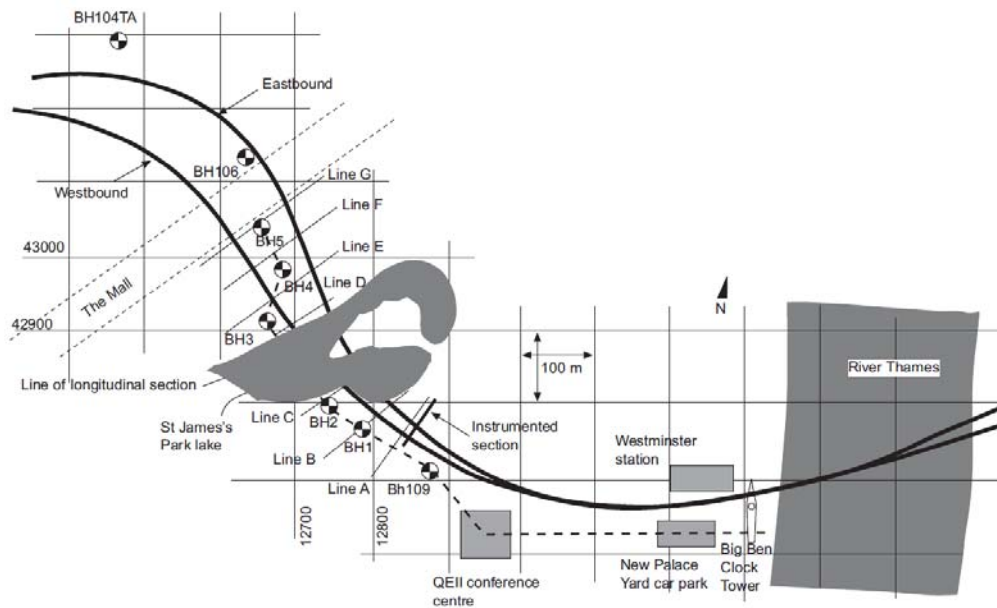 BH104TA
Eastbound
BH106
Line G
Westbound
Line F
BH5
43000
Line E
The Mall
BH4
Line D
N
42900
BH3
100 m
River Thames
Line of longitudinal section
St James's
Park lake
Line C
BH2
Instrumented
section
Westminster
station
Line B
BH1
Line A
Bh109
12700
12800
QEII conference
centre
New Palace
Yard car park
Big Ben
Clock
Tower